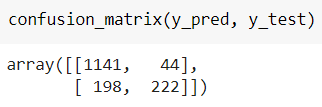 confusion_matrix(y_pred, y_test)
array([[1141, 44],
[ 198, 222]])